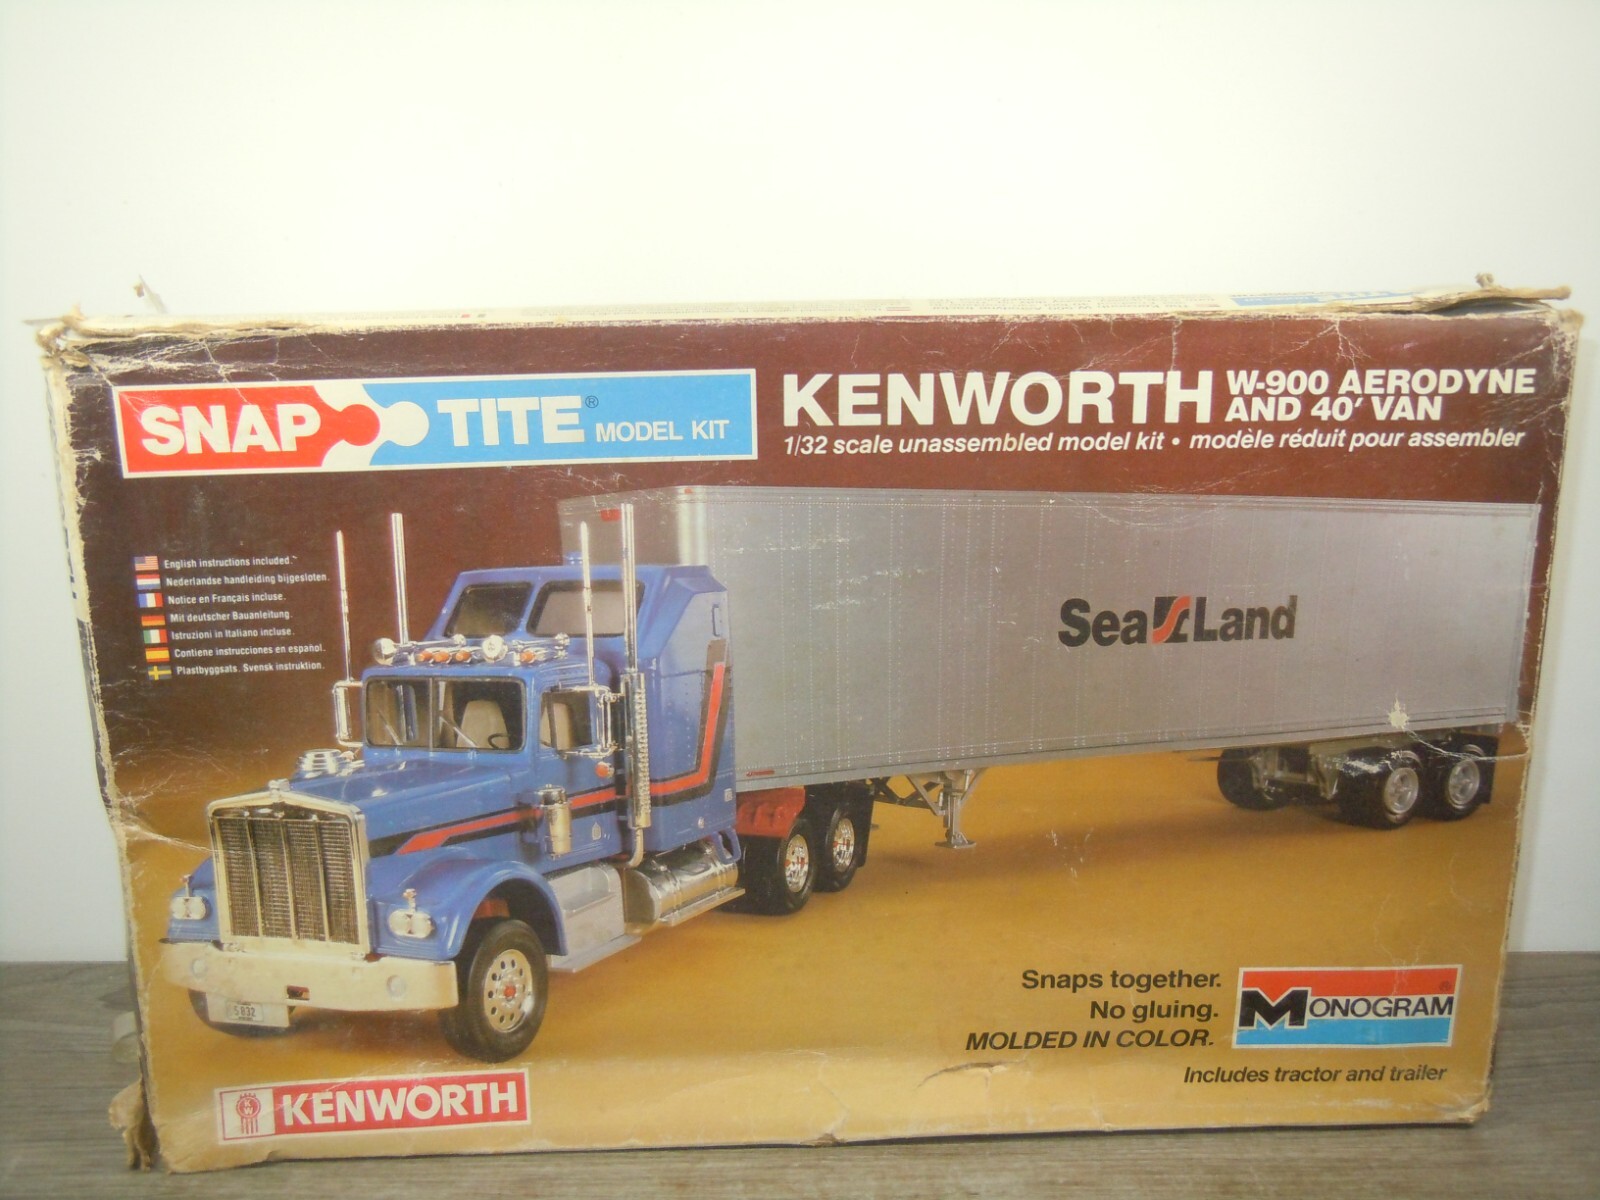 SNAP TITE® MODEL KIT
KENWORTH W-900 AERODYNE AND 40' VAN
1/32 scale unassembled model kit • modèle réduit pour assembler
English instructions included.
Nederlandse handleiding bijgesloten.
Notice en Français incluse.
Mit deutscher Bauanleitung.
Istruzioni in Italiano incluse.
Contiene instrucciones en español.
Plastbyggsats. Svensk instruktion.
Sea Land
Snaps together.
No gluing.
MOLDED IN COLOR.
MONOGRAM®
Includes tractor and trailer
KW KENWORTH